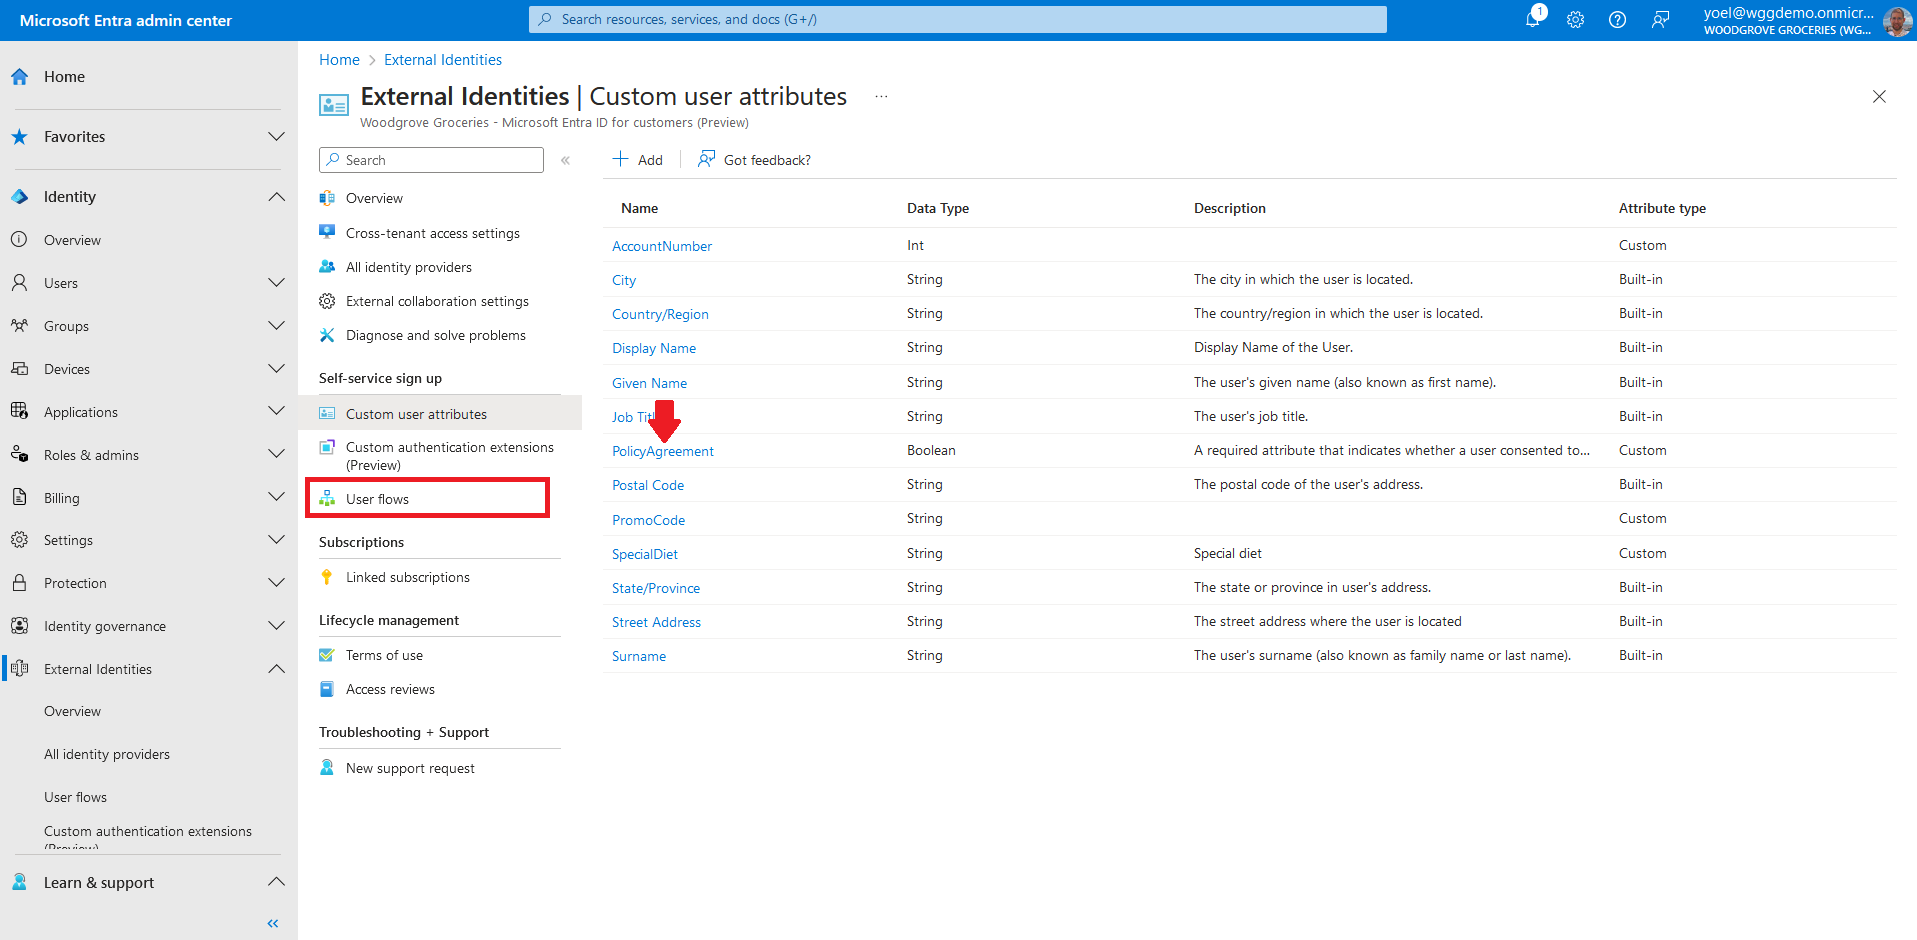 Microsoft Entra admin center
Search resources, services, and docs (G+/)
1
yoel@wggdemo.onmicr...
WOODGROVE GROCERIES (WG...
Home
Favorites
Identity
Overview
Users
Groups
Devices
Applications
Roles & admins
Billing
Settings
Protection
Identity governance
External Identities
Overview
All identity providers
User flows
Custom authentication extensions
(Preview)
Learn & support
Home > External Identities
External Identities | Custom user attributes ...
Woodgrove Groceries - Microsoft Entra ID for customers (Preview)
Search
Overview
Cross-tenant access settings
All identity providers
External collaboration settings
Diagnose and solve problems
Self-service sign up
Custom user attributes
Custom authentication extensions
(Preview)
User flows
Subscriptions
Linked subscriptions
Lifecycle management
Terms of use
Access reviews
Troubleshooting + Support
New support request
Add Got feedback?
Name Data Type Description Attribute type
AccountNumber Int Custom
City String The city in which the user is located. Built-in
Country/Region String The country/region in which the user is located. Built-in
Display Name String Display Name of the User. Built-in
Given Name String The user's given name (also known as first name). Built-in
Job String The user's job title. Built-in
PolicyAgreement Boolean A required attribute that indicates whether a user consented to... Custom
Postal Code String The postal code of the user's address. Built-in
PromoCode String Custom
SpecialDiet String Special diet Custom
State/Province String The state or province in user's address. Built-in
Street Address String The street address where the user is located Built-in
Surname String The user's surname (also known as family name or last name). Built-in